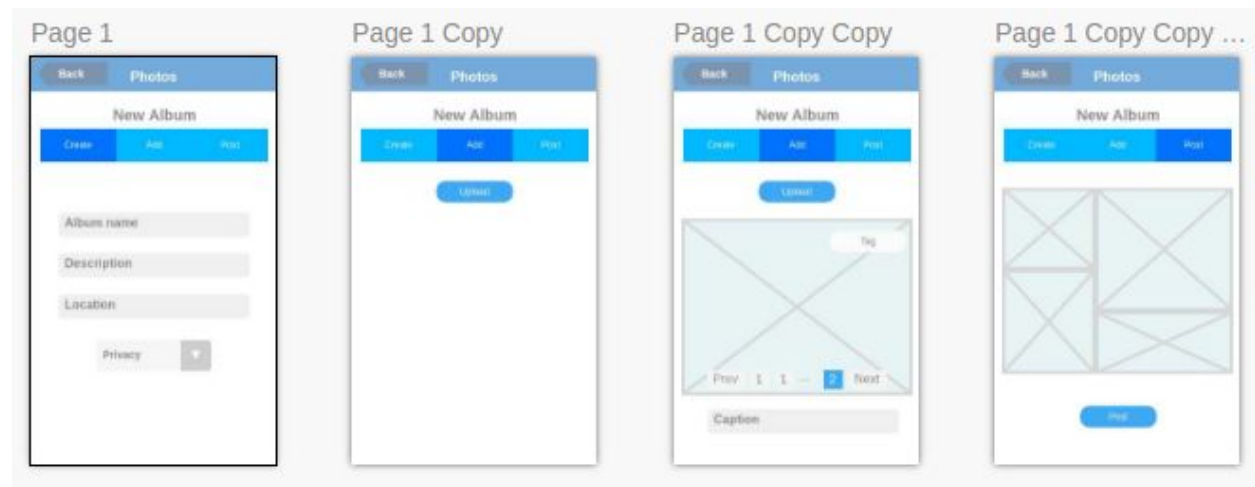 Page 1
Back Photos
New Album
Create Add Post
Album name
Description
Location
Privacy
Page 1 Copy
Back Photos
New Album
Create Add Post
Upload
Page 1 Copy Copy
Back Photos
New Album
Create Add Post
Upload
Tag
Prev 1 1 ... 2 Next
Caption
Page 1 Copy Copy ...
Back Photos
New Album
Create Add Post
Post